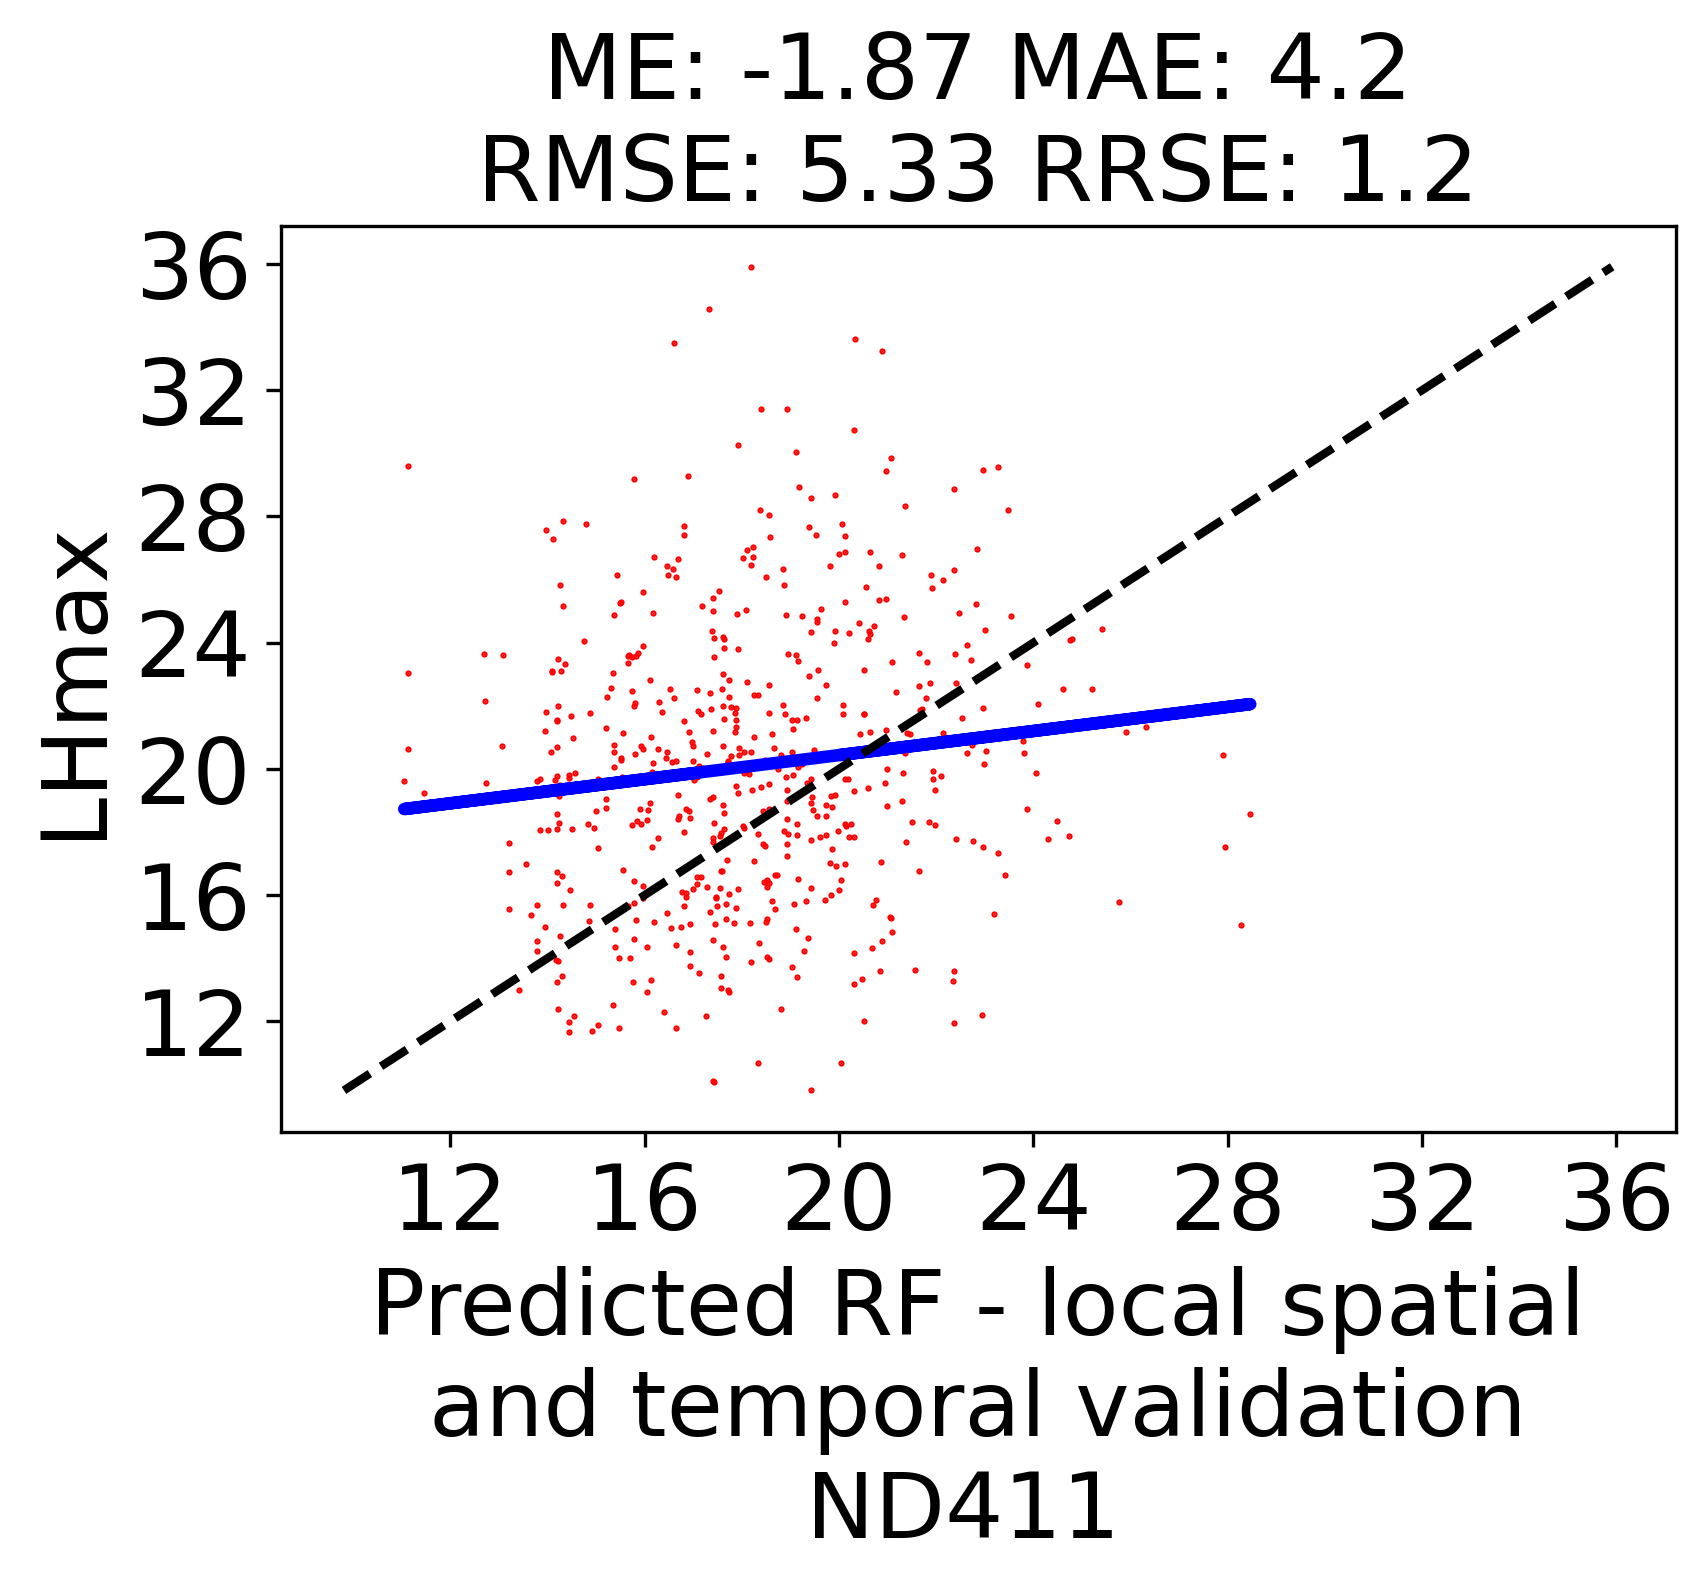 ME: -1.87 MAE: 4.2
RMSE: 5.33 RRSE: 1.2
36
32
28
24
20
16
12
LHmax
12 16 20 24 28 32 36
Predicted RF - local spatial
and temporal validation
ND411